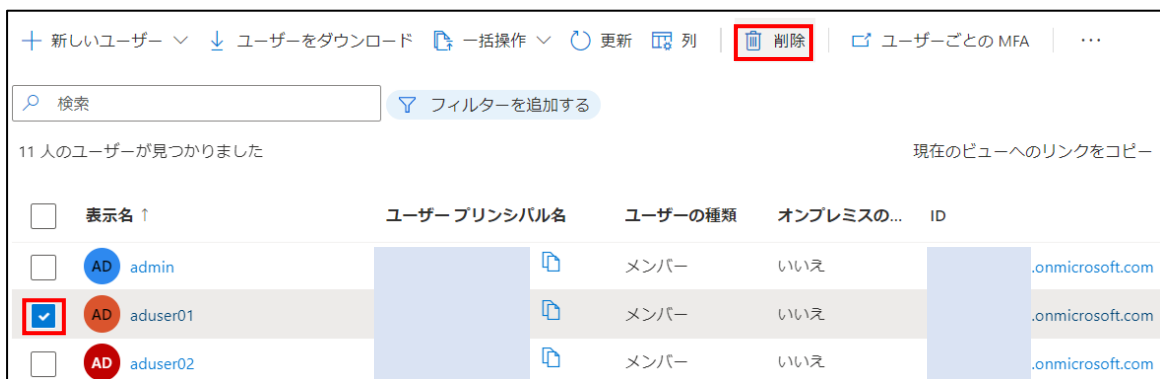 新しいユーザー ユーザーをダウンロード 一括操作 更新 列 削除 ユーザーごとの MFA ...
検索 フィルターを追加する
11 人のユーザーが見つかりました 現在のビューへのリンクをコピー
表示名 ↑ ユーザー プリンシパル名 ユーザーの種類 オンプレミスの... ID
AD admin メンバー いいえ .onmicrosoft.com
AD aduser01 メンバー いいえ .onmicrosoft.com
AD aduser02 メンバー いいえ .onmicrosoft.com